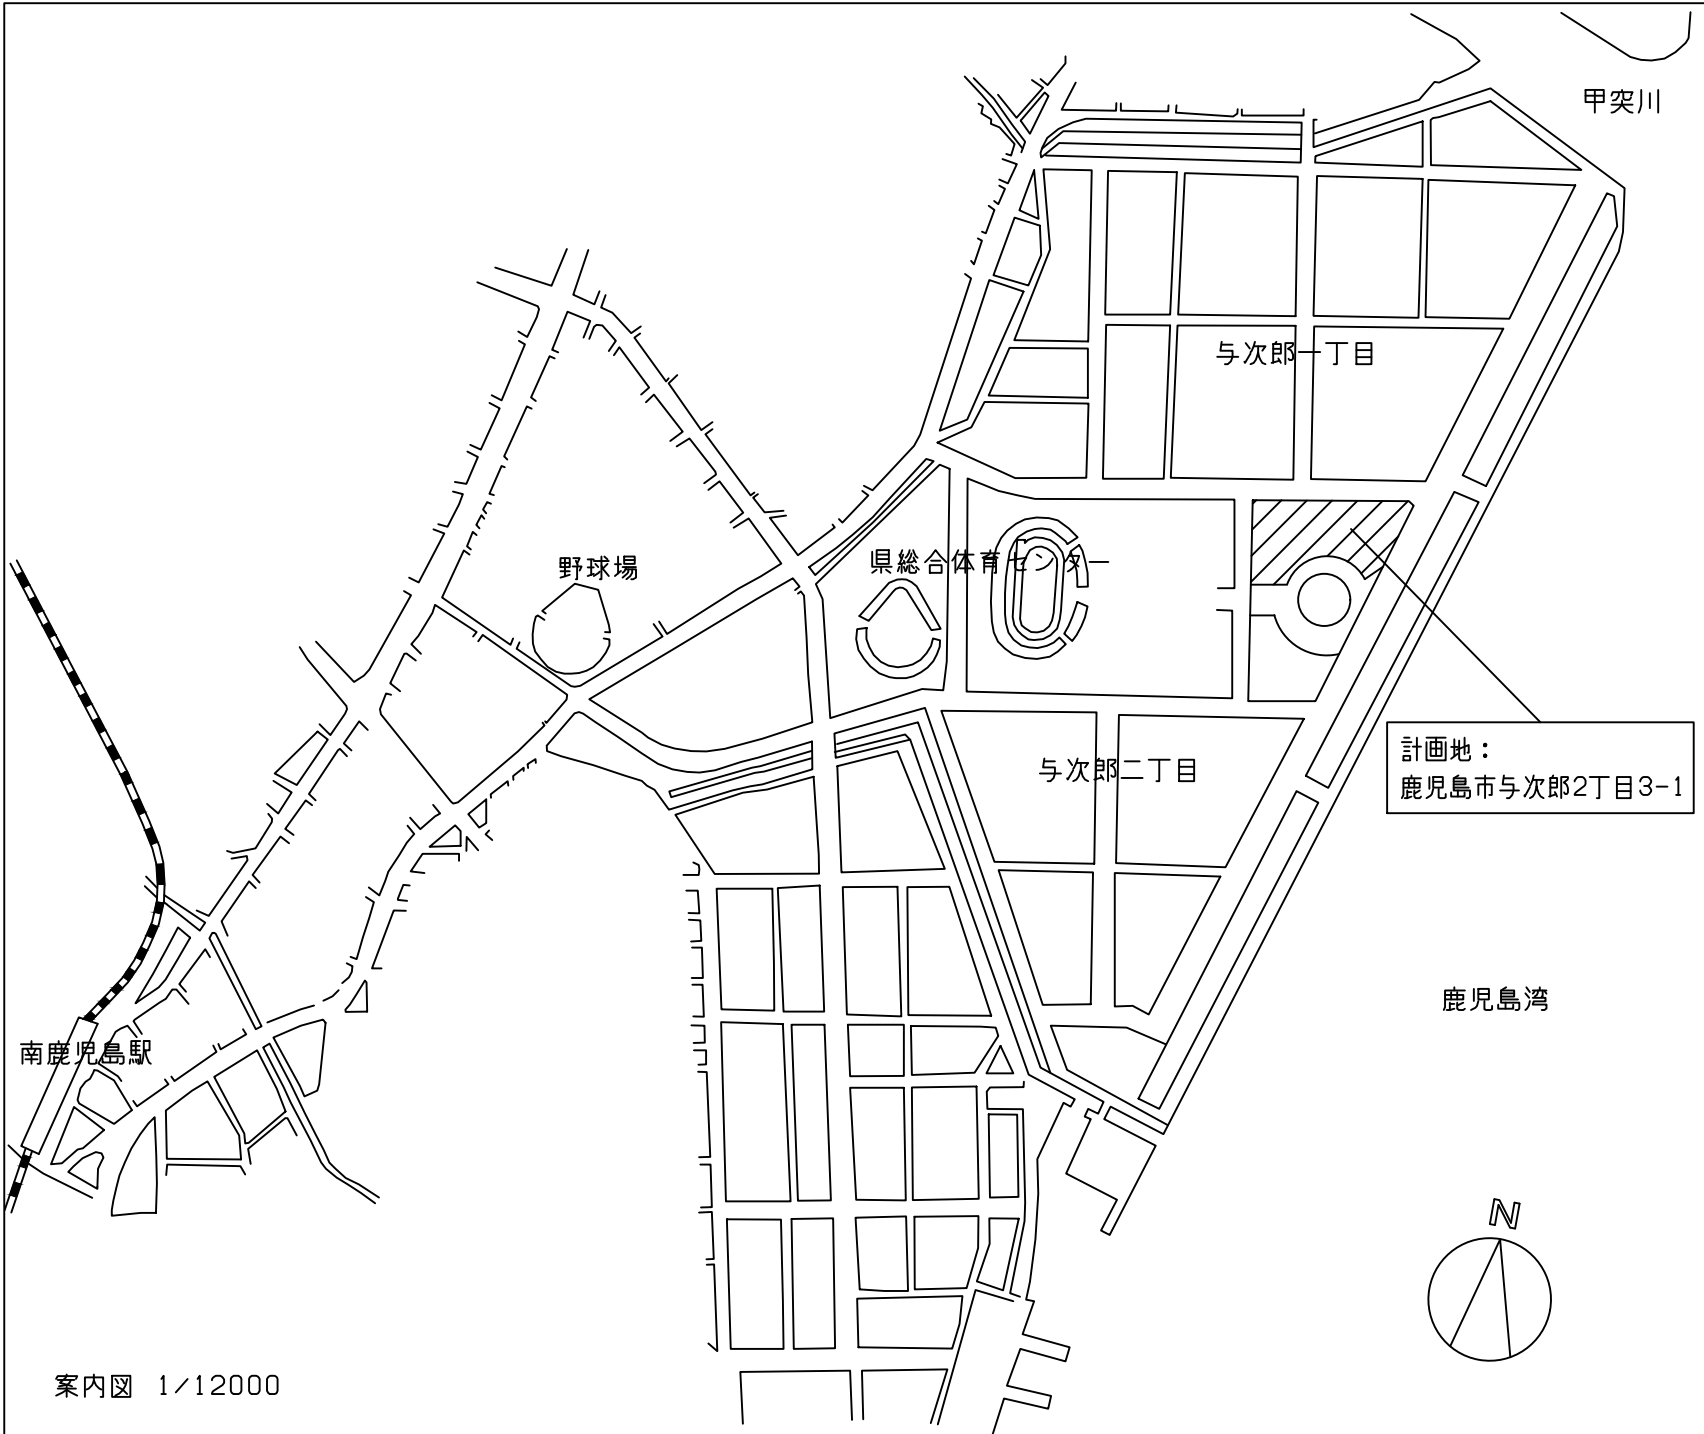 甲突川
与次郎一丁目
野球場
県総合体育センター
計画地：
鹿児島市与次郎2丁目3-1
与次郎二丁目
鹿児島湾
南鹿児島駅
N
案内図 1/12000